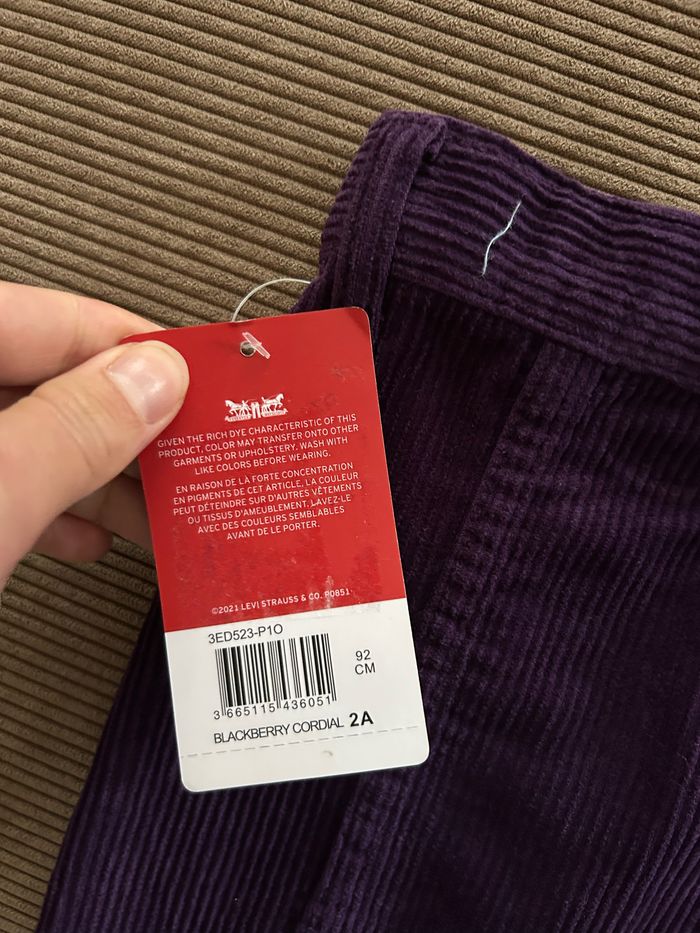 GIVEN THE RICH DYE CHARACTERISTIC OF THIS
PRODUCT, COLOR MAY TRANSFER ONTO OTHER
GARMENTS OR UPHOLSTERY. WASH WITH
LIKE COLORS BEFORE WEARING.
EN RAISON DE LA FORTE CONCENTRATION
EN PIGMENTS DE CET ARTICLE, LA COULEUR
PEUT DÉTEINDRE SUR D'AUTRES VÊTEMENTS
OU TISSUS D'AMEUBLEMENT. LAVEZ-LE
AVEC DES COULEURS SEMBLABLES
AVANT DE LE PORTER.
©2021 LEVI STRAUSS & CO. P0851
3ED523-P1O
92
CM
3 665115 436051
BLACKBERRY CORDIAL 2A